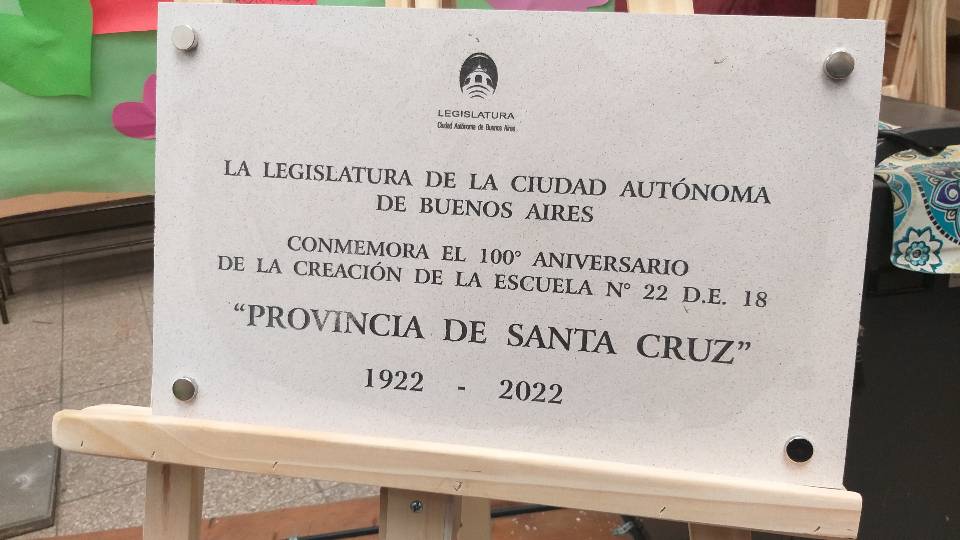 LEGISLATURA
Ciudad Autónoma de Buenos Aires
LA LEGISLATURA DE LA CIUDAD AUTÓNOMA
DE BUENOS AIRES
CONMEMORA EL 100° ANIVERSARIO
DE LA CREACIÓN DE LA ESCUELA N° 22 D.E. 18
“PROVINCIA DE SANTA CRUZ”
1922 - 2022